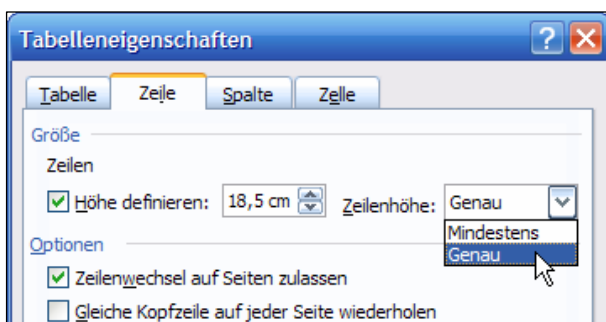 Tabelleneigenschaften
Tabelle Zeile Spalte Zelle
Größe
Zeilen
Höhe definieren: 18,5 cm Zeilenhöhe: Genau
Mindestens
Genau
Optionen
Zeilenwechsel auf Seiten zulassen
Gleiche Kopfzeile auf jeder Seite wiederholen